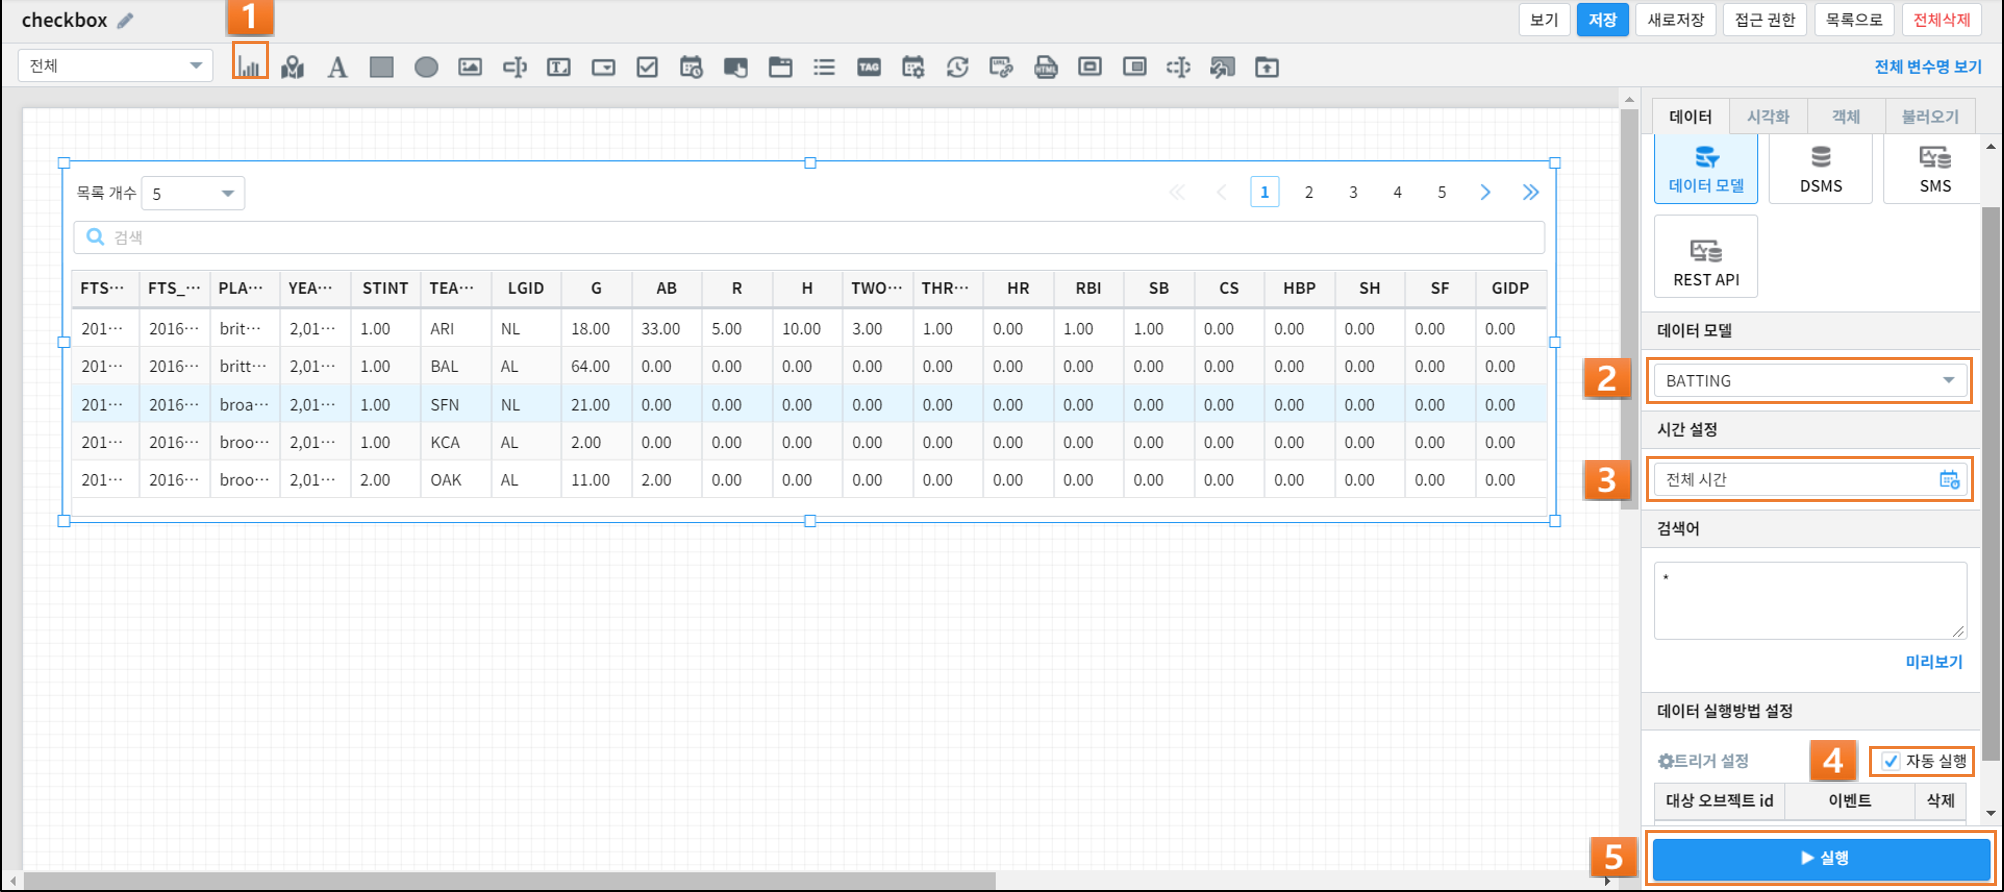 checkbox
1
보기
저장
새로저장
접근 권한
목록으로
전체삭제
전체
A
T
TAG
URL
HTML
전체 변수명 보기
데이터
시각화
객체
불러오기
데이터 모델
DSMS
SMS
REST API
목록 개수 5
1 2 3 4 5
검색
FTS··· FTS_··· PLA··· YEA··· STINT TEA··· LGID G AB R H TWO··· THR··· HR RBI SB CS HBP SH SF GIDP
201··· 2016··· brit··· 2,01··· 1.00 ARI NL 18.00 33.00 5.00 10.00 3.00 1.00 0.00 1.00 1.00 0.00 0.00 0.00 0.00 0.00
201··· 2016··· britt··· 2,01··· 1.00 BAL AL 64.00 0.00 0.00 0.00 0.00 0.00 0.00 0.00 0.00 0.00 0.00 0.00 0.00 0.00
201··· 2016··· broa··· 2,01··· 1.00 SFN NL 21.00 0.00 0.00 0.00 0.00 0.00 0.00 0.00 0.00 0.00 0.00 0.00 0.00 0.00
201··· 2016··· broo··· 2,01··· 1.00 KCA AL 2.00 0.00 0.00 0.00 0.00 0.00 0.00 0.00 0.00 0.00 0.00 0.00 0.00 0.00
201··· 2016··· broo··· 2,01··· 2.00 OAK AL 11.00 2.00 0.00 0.00 0.00 0.00 0.00 0.00 0.00 0.00 0.00 0.00 0.00 0.00
데이터 모델
2
BATTING
시간 설정
3
전체 시간
검색어
*
미리보기
데이터 실행방법 설정
트리거 설정
4
자동 실행
대상 오브젝트 id 이벤트 삭제
5
실행